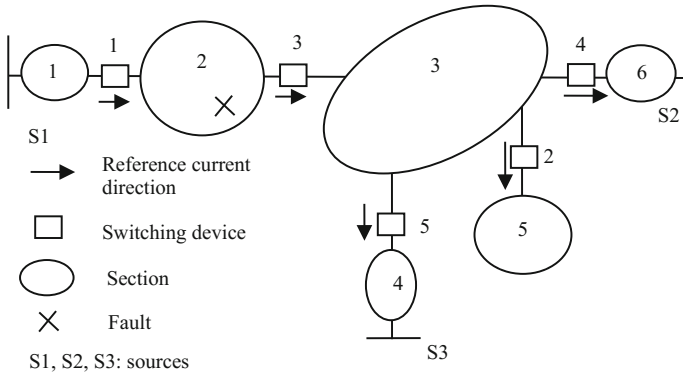 1
1
2
3
3
4
6
S2
2
5
5
4
S3
S1
Reference current
direction
Switching device
Section
Fault
S1, S2, S3: sources